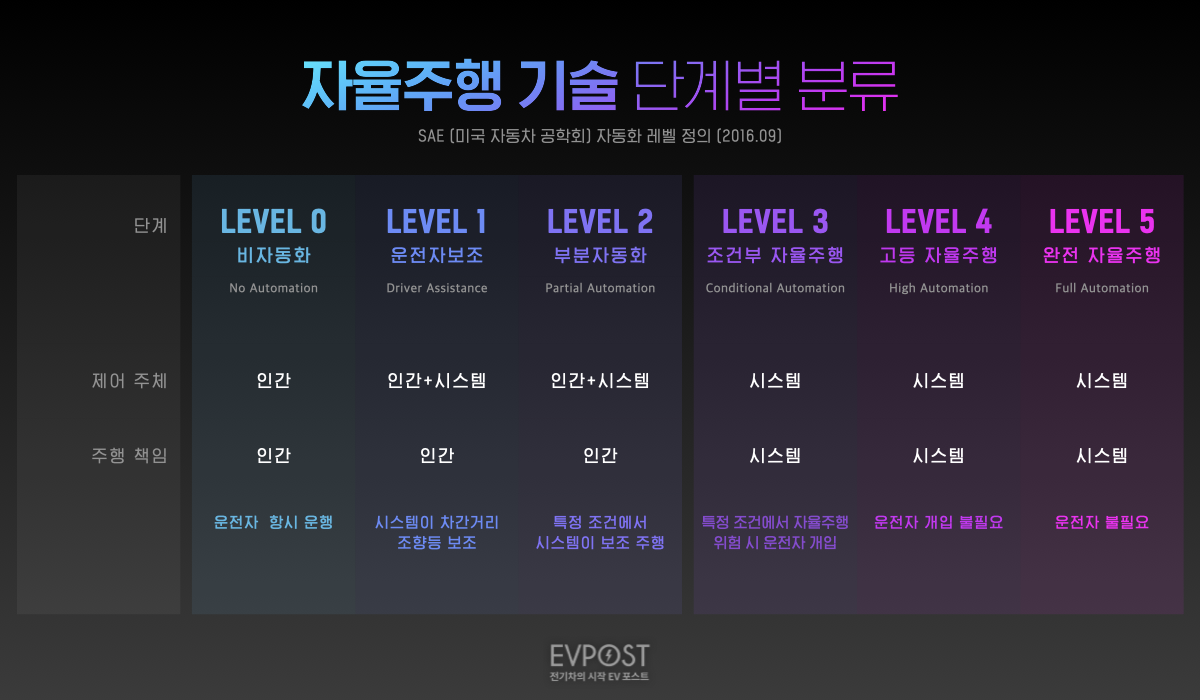 자율주행 기술 단계별 분류
SAE (미국 자동차 공학회) 자동화 레벨 정의 (2016.09)
단계
LEVEL 0
비자동화
No Automation
LEVEL 1
운전자보조
Driver Assistance
LEVEL 2
부분자동화
Partial Automation
LEVEL 3
조건부 자율주행
Conditional Automation
LEVEL 4
고등 자율주행
High Automation
LEVEL 5
완전 자율주행
Full Automation
제어 주체
인간
인간+시스템
인간+시스템
시스템
시스템
시스템
주행 책임
인간
인간
인간
시스템
시스템
시스템
운전자 항시 운행
시스템이 차간거리
조향등 보조
특정 조건에서
시스템이 보조 주행
특정 조건에서 자율주행
위험 시 운전자 개입
운전자 개입 불필요
운전자 불필요
EVPOST
전기차의 시작 EV 포스트